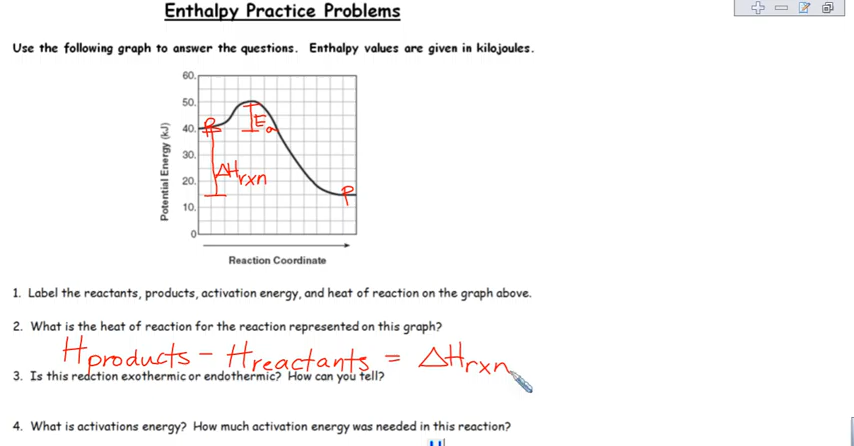 Enthalpy Practice Problems
Use the following graph to answer the questions. Enthalpy values are given in kilojoules.
60.
50.
40.
30.
20.
10.
0
Potential Energy (kJ)
R
Ea
ΔHrxn
P
Reaction Coordinate
1. Label the reactants, products, activation energy, and heat of reaction on the graph above.
2. What is the heat of reaction for the reaction represented on this graph?
Hproducts - Hreactants = ΔHrxn
3. Is this reaction exothermic or endothermic? How can you tell?
4. What is activations energy? How much activation energy was needed in this reaction?